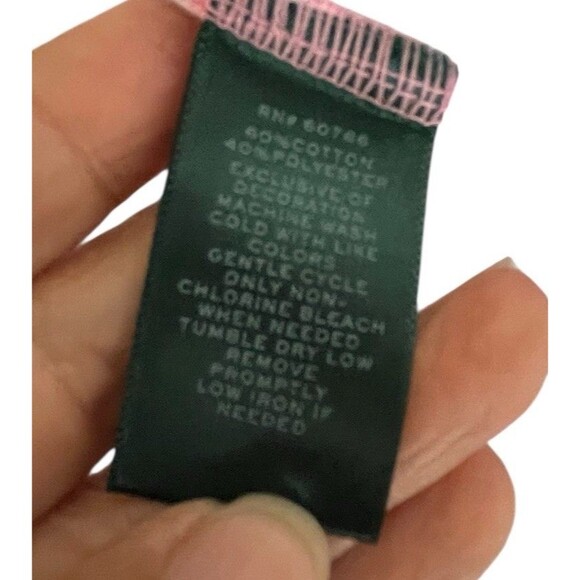 RN# 60766
60% COTTON
40% POLYESTER
EXCLUSIVE OF
DECORATION
MACHINE WASH
COLD WITH LIKE
COLORS
GENTLE CYCLE
ONLY NON-
CHLORINE BLEACH
WHEN NEEDED
TUMBLE DRY LOW
REMOVE
PROMPTLY
LOW IRON IF
NEEDED